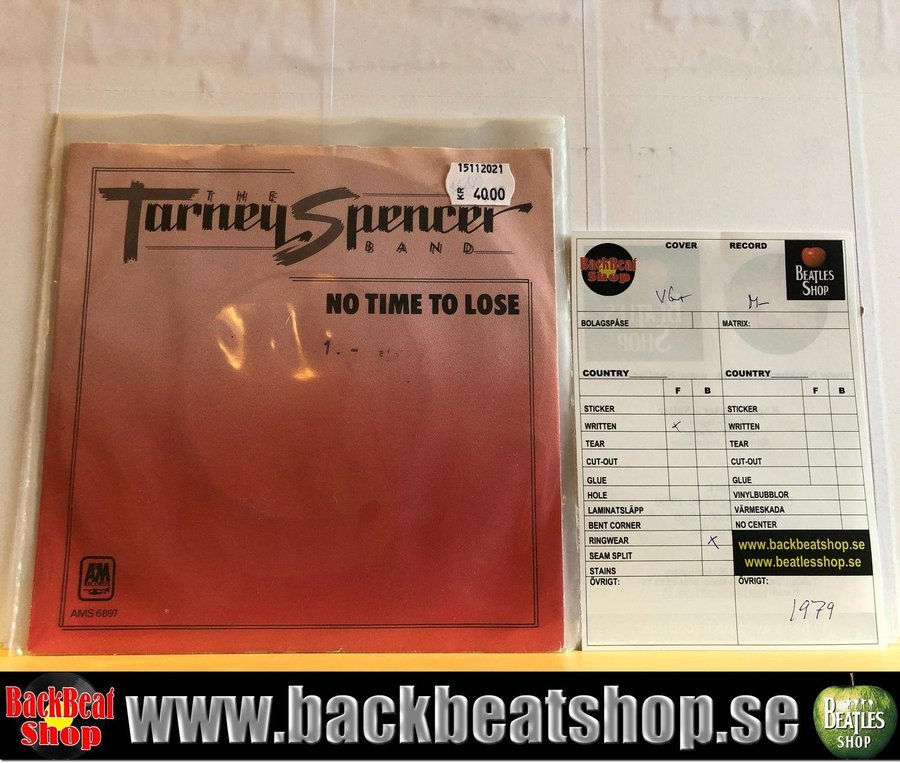 15112021
KR 40.00
THE
Tarney Spencer
BAND
NO TIME TO LOSE
1. -
A&M
RECORDS
AMS 6897
BackBeat
Shop
COVER RECORD
BEATLES
SHOP
VG+ M-
BOLAGSPÅSE MATRIX:
COUNTRY COUNTRY
F B F B
STICKER STICKER
WRITTEN x WRITTEN
TEAR TEAR
CUT-OUT CUT-OUT
GLUE GLUE
HOLE VINYLBUBBLOR
LAMINATSLÄPP VÄRMESKADA
BENT CORNER NO CENTER
RINGWEAR x
SEAM SPLIT
STAINS
www.backbeatshop.se
www.beatlesshop.se
ÖVRIGT: ÖVRIGT:
1979
BackBeat
Shop
www.backbeatshop.se
BEATLES
SHOP